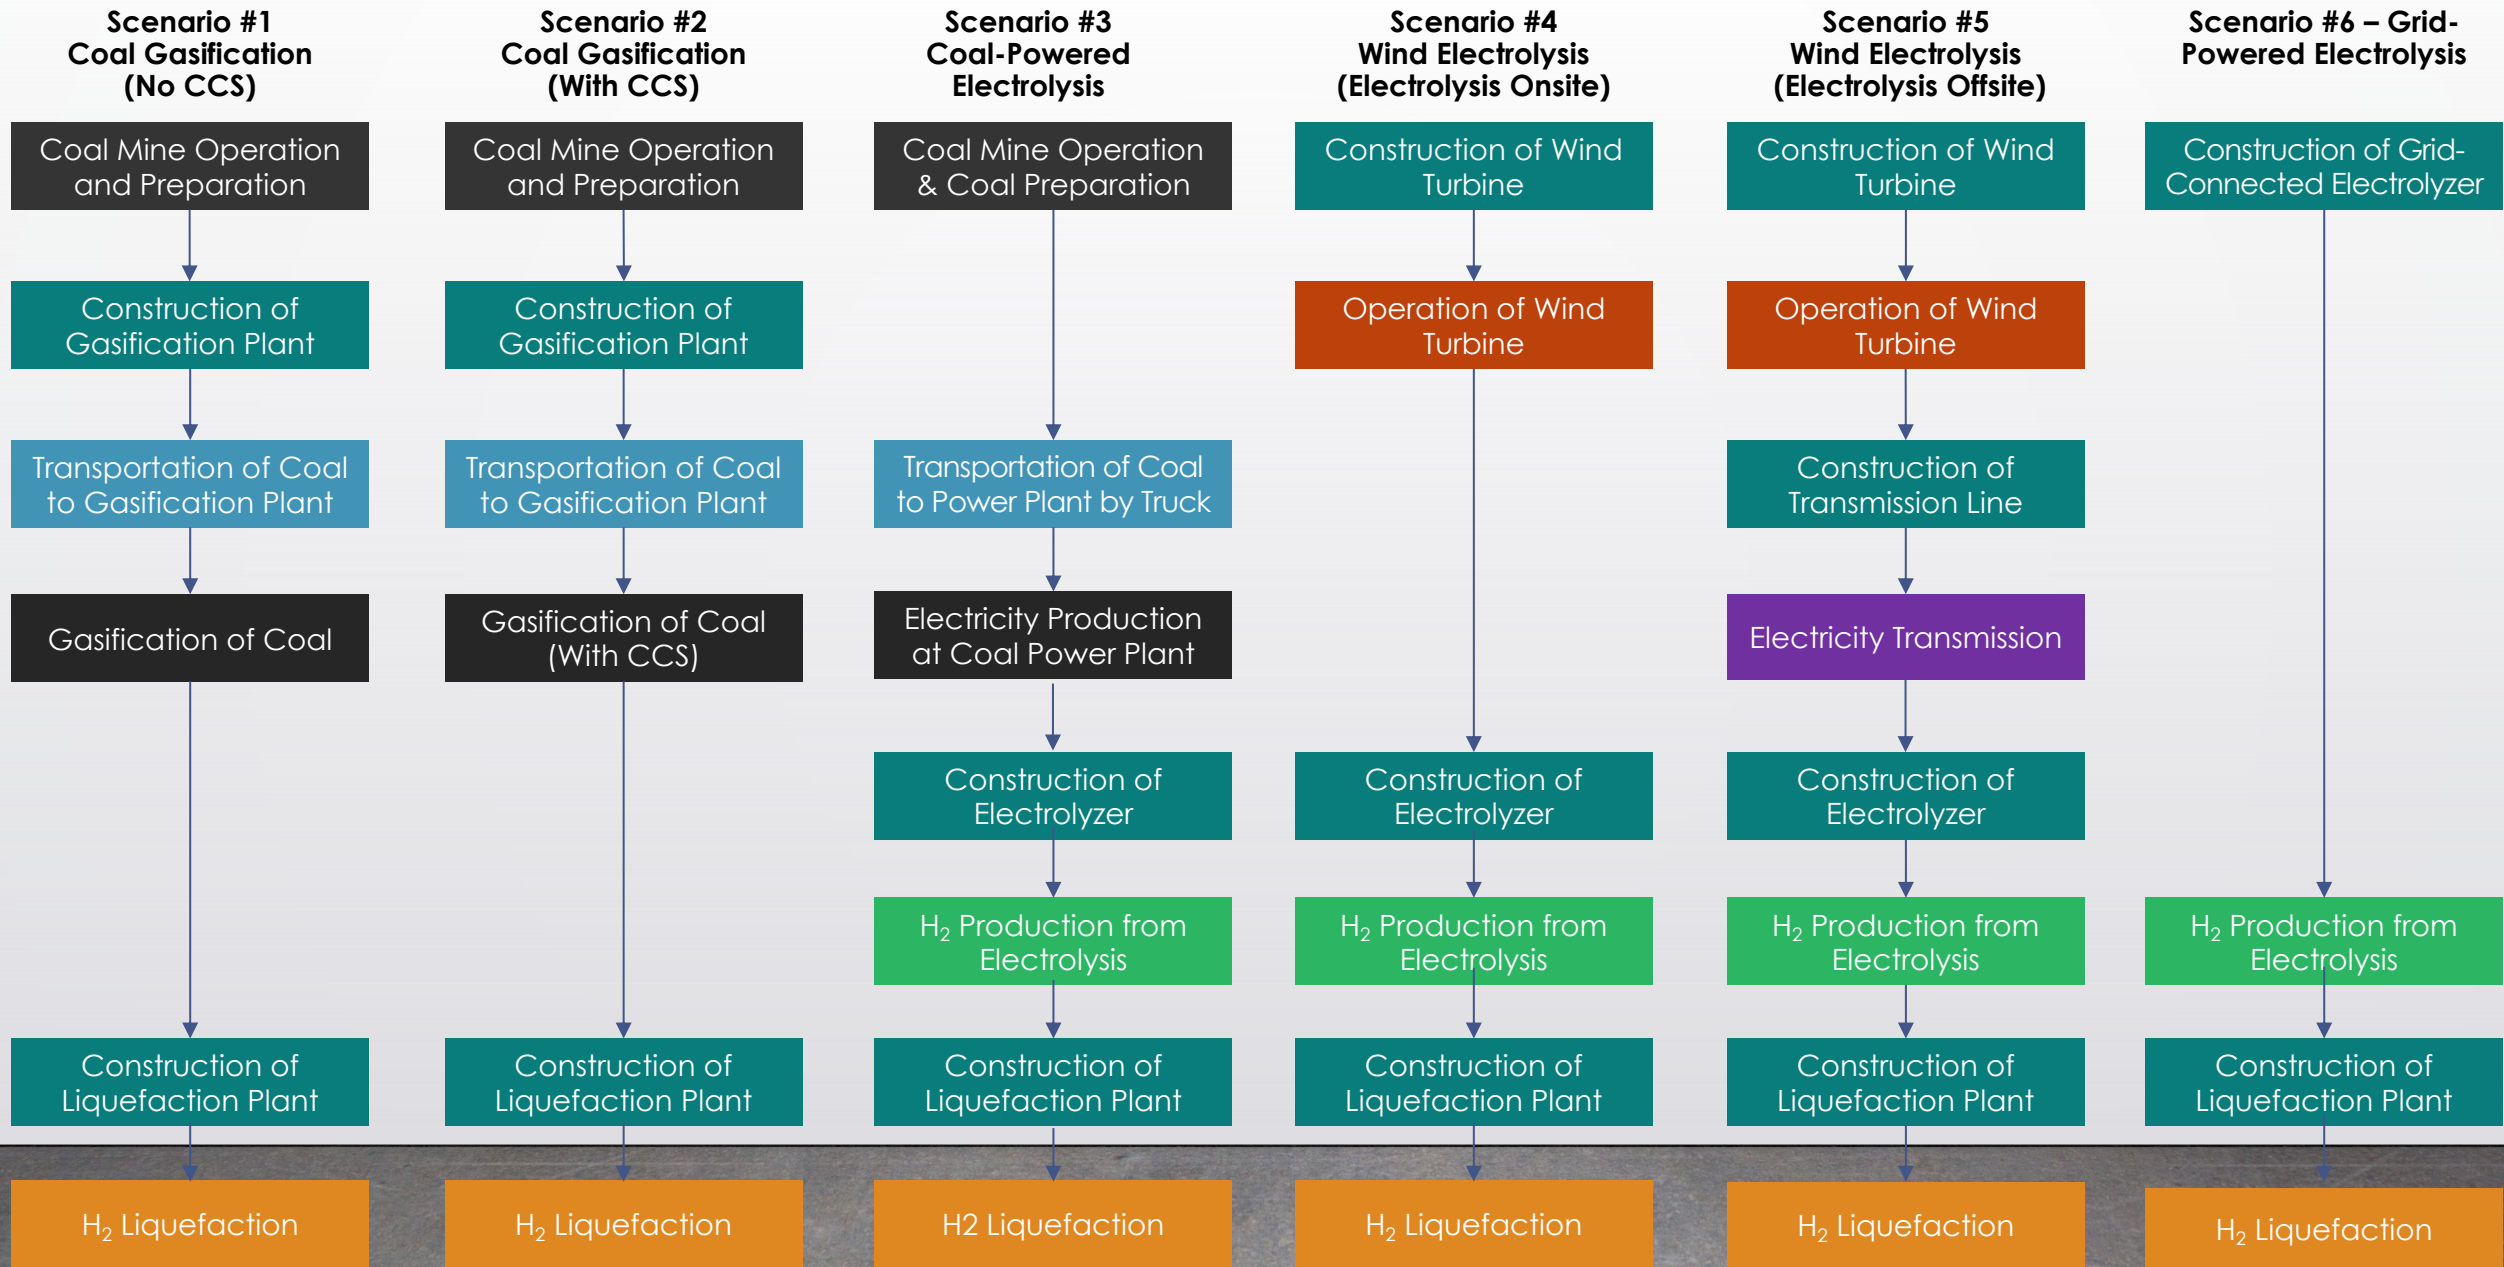 Scenario #1
Coal Gasification
(No CCS)
Coal Mine Operation
and Preparation
Construction of
Gasification Plant
Transportation of Coal
to Gasification Plant
Gasification of Coal
Construction of
Liquefaction Plant
H₂ Liquefaction
Scenario #2
Coal Gasification
(With CCS)
Coal Mine Operation
and Preparation
Construction of
Gasification Plant
Transportation of Coal
to Gasification Plant
Gasification of Coal
(With CCS)
Construction of
Liquefaction Plant
H₂ Liquefaction
Scenario #3
Coal-Powered
Electrolysis
Coal Mine Operation
& Coal Preparation
Transportation of Coal
to Power Plant by Truck
Electricity Production
at Coal Power Plant
Construction of
Electrolyzer
H₂ Production from
Electrolysis
Construction of
Liquefaction Plant
H2 Liquefaction
Scenario #4
Wind Electrolysis
(Electrolysis Onsite)
Construction of Wind
Turbine
Operation of Wind
Turbine
Construction of
Electrolyzer
H₂ Production from
Electrolysis
Construction of
Liquefaction Plant
H₂ Liquefaction
Scenario #5
Wind Electrolysis
(Electrolysis Offsite)
Construction of Wind
Turbine
Operation of Wind
Turbine
Construction of
Transmission Line
Electricity Transmission
Construction of
Electrolyzer
H₂ Production from
Electrolysis
Construction of
Liquefaction Plant
H₂ Liquefaction
Scenario #6 – Grid-
Powered Electrolysis
Construction of Grid-
Connected Electrolyzer
H₂ Production from
Electrolysis
Construction of
Liquefaction Plant
H₂ Liquefaction